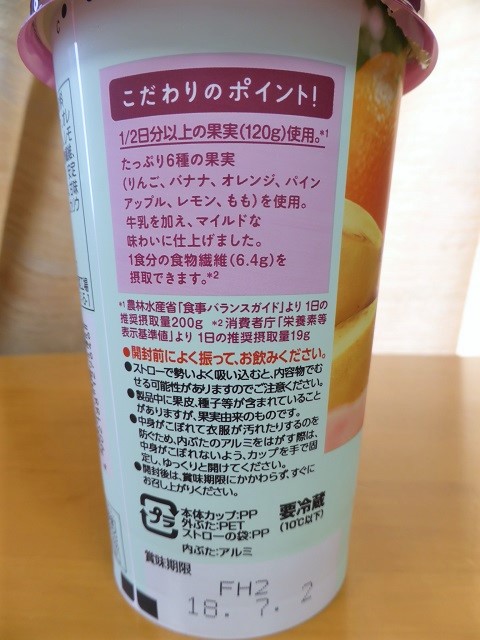 こだわりのポイント!
1/2日分以上の果実(120g)使用。*1
たっぷり6種の果実
(りんご、バナナ、オレンジ、パイン
アップル、レモン、もも)を使用。
牛乳を加え、マイルドな
味わいに仕上げました。
1食分の食物繊維(6.4g)を
摂取できます。*2
*1 農林水産省「食事バランスガイド」より 1日の
推奨摂取量200g *2 消費者庁「栄養素等
表示基準値」より 1日の推奨摂取量19g
●開封前によく振って、お飲みください。
●ストローで勢いよく吸い込むと、内容物でむ
せる可能性がありますのでご注意ください。
●製品中に果皮、種子等が含まれていること
がありますが、果実由来のものです。
●中身がこぼれて衣服が汚れたりするのを
防ぐため、内ぶたのアルミをはがす際は、
中身がこぼれないよう、カップを手で固
定し、ゆっくりと開けてください。
●開封後は、賞味期限にかかわらず、すぐに
お召し上がりください。
プラ
本体カップ:PP
外ぶた:PET
ストローの袋:PP
内ぶた:アルミ
要冷蔵
(10℃以下)
賞味期限
FH2
18. 7. 2